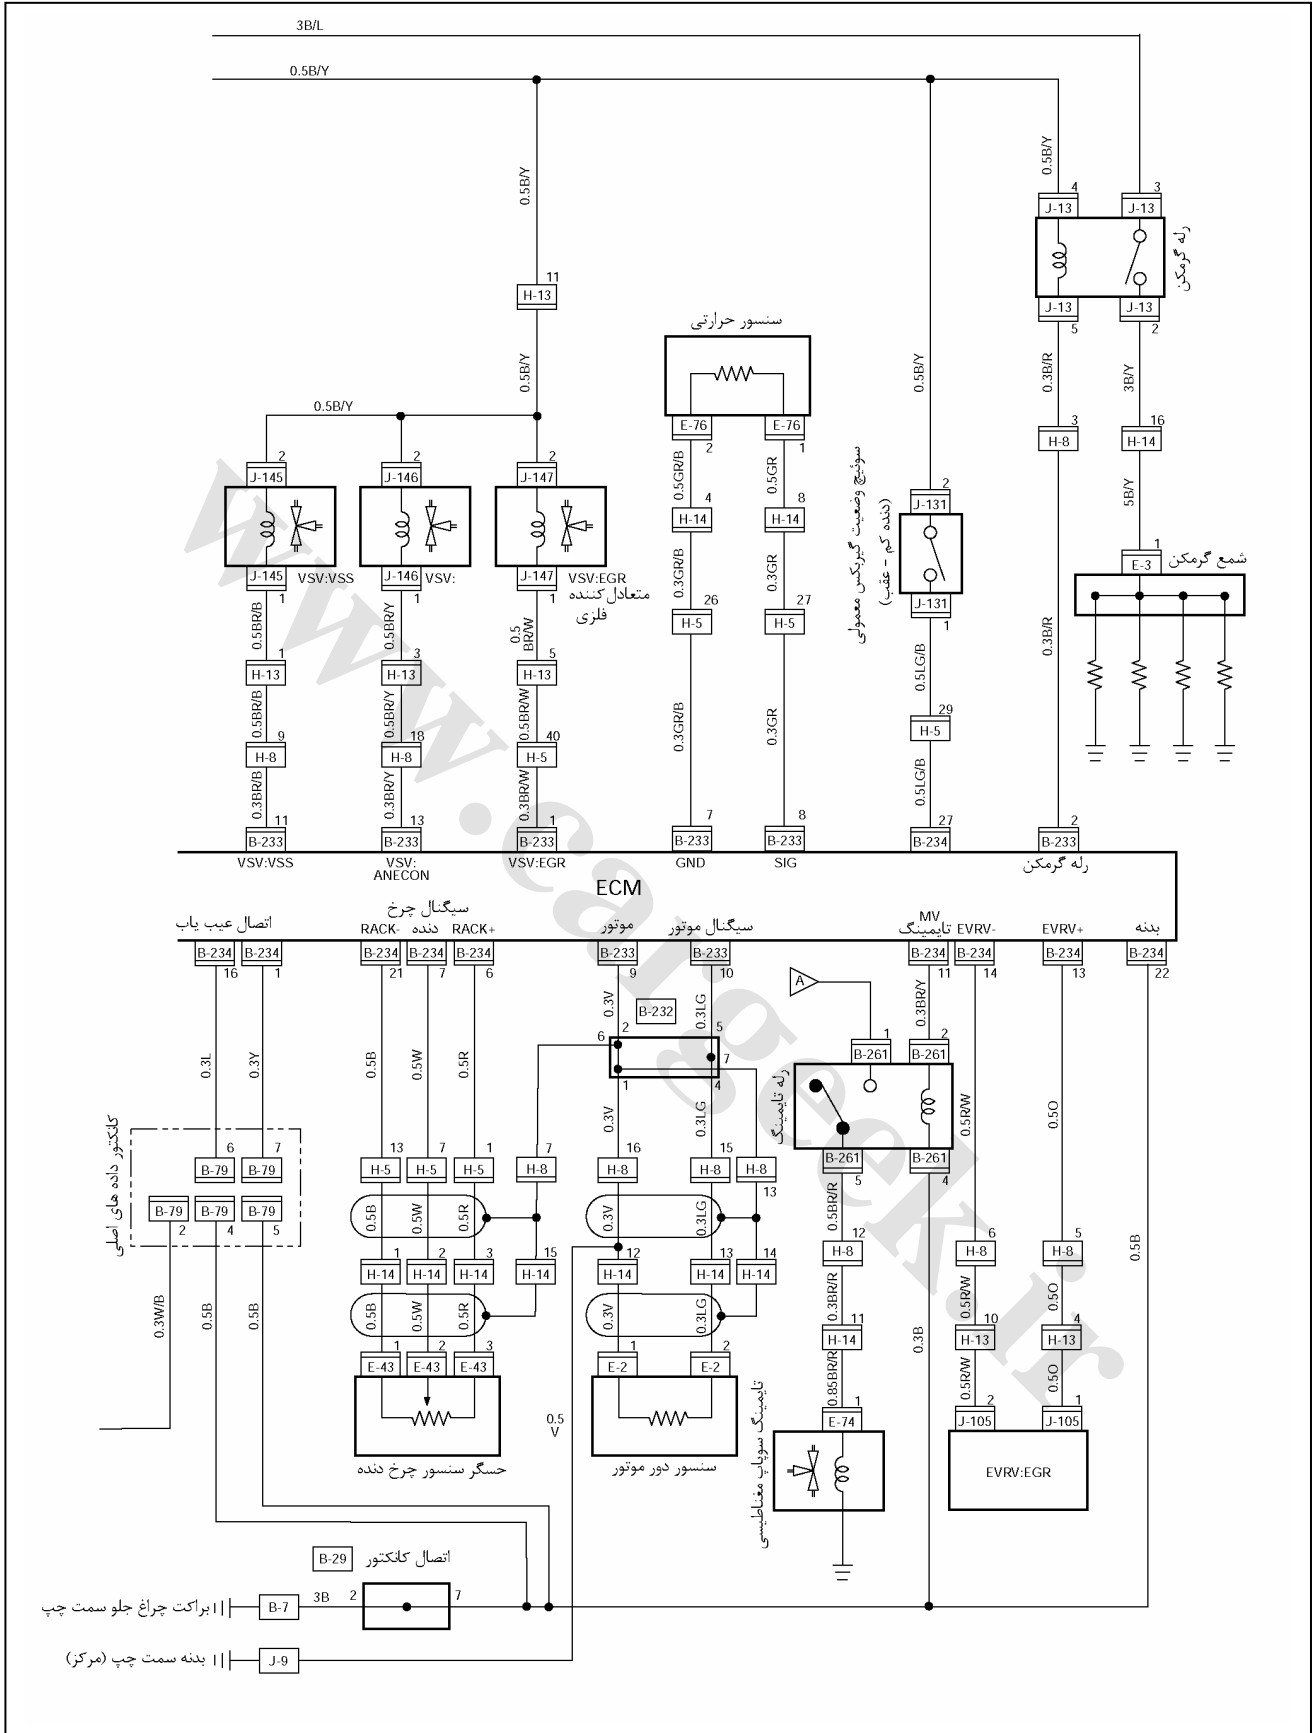 3B/L
0.5B/Y
0.5B/Y
0.5B/Y
4
3
J-13
J-13
رله گرمکن
J-13
J-13
5
2
11
H-13
سنسور حرارتی
0.5B/Y
0.5B/Y
0.3B/R
3B/Y
0.5B/Y
E-76
E-76
2
1
3
H-8
16
H-14
2
2
2
J-145
J-146
J-147
0.5GR/B
0.5GR
سوئیچ وضعیت گیربکس معمولی
(دنده کم - عقب)
2
J-131
5B/Y
4
H-14
8
H-14
J-145
J-146
J-147
1
1
1
VSV:VSS
VSV:
VSV:EGR
متعادل کننده
فلزی
J-131
1
1
E-3
شمع گرمکن
0.3GR/B
0.3GR
0.5BR/B
0.5BR/Y
0.5
BR/W
26
H-5
27
H-5
0.3B/R
1
H-13
3
H-13
5
H-13
0.5LG/B
0.5BR/B
0.5BR/Y
0.5BR/W
0.3GR/B
0.3GR
29
H-5
9
H-8
18
H-8
40
H-5
0.3BR/B
0.3BR/Y
0.3BR/W
0.5LG/B
11
13
1
7
8
27
2
B-233
B-233
B-233
B-233
B-233
B-234
B-233
VSV:VSS
VSV:
ANECON
VSV:EGR
GND
SIG
رله گرمکن
ECM
اتصال عیب یاب
RACK-
سیگنال چرخ
دنده
RACK+
موتور
سیگنال موتور
MV
تایمینگ
EVRV-
EVRV+
بدنه
B-234
B-234
B-234
B-234
B-234
B-233
B-233
B-234
B-234
B-234
B-234
16
1
21
7
6
9
10
11
14
13
22
A
B-232
0.3V
0.3LG
0.3BR/Y
2
5
6
7
1
4
1
2
B-261
B-261
رله تایمینگ
0.3L
0.3Y
0.5B
0.5W
0.5R
0.3V
0.3LG
0.5R/W
0.5O
کانکتور داده های اصلی
6
7
B-79
B-79
B-79
B-79
B-79
2
4
5
13
H-5
7
H-5
1
H-5
7
H-8
16
H-8
15
H-8
H-8
13
B-261
B-261
5
4
0.5B
0.5W
0.5R
0.3V
0.3LG
0.5BR/R
12
H-8
6
H-8
5
H-8
0.5B
1
H-14
2
H-14
3
H-14
15
H-14
12
H-14
13
H-14
14
H-14
0.3W/B
0.5B
0.5B
0.5B
0.5W
0.5R
0.3V
0.3LG
0.3BR/R
0.3B
0.5R/W
0.5O
11
H-14
10
H-13
4
H-13
1
2
3
1
2
E-43
E-43
E-43
E-2
E-2
0.85BR/R
0.5R/W
0.5O
E-74
1
2
J-105
1
J-105
0.5
V
حسگر سنسور چرخ دنده
سنسور دور موتور
تایمینگ سوپاپ مغناطیسی
EVRV:EGR
B-29
اتصال کانکتور
براکت چراغ جلو سمت چپ
B-7
3B
2
7
بدنه سمت چپ (مرکز)
J-9
www.cargeek.ir